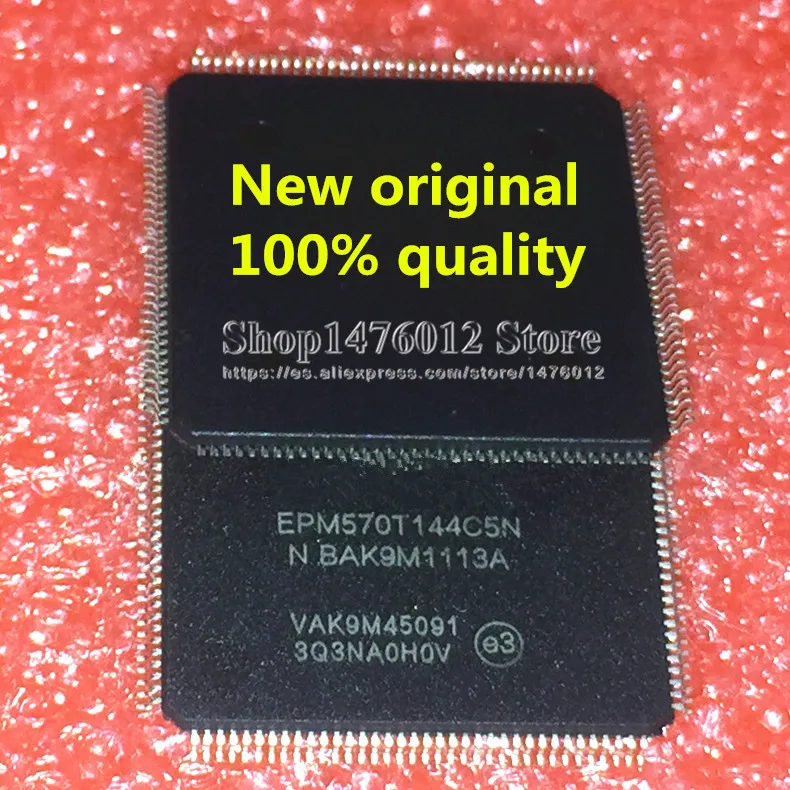 New original
100% quality
Shop1476012 Store
https://es.aliexpress.com/store/1476012
EPM570T144C5N
N BAK9M1113A
VAK9M45091
3Q3NA0H0V e3